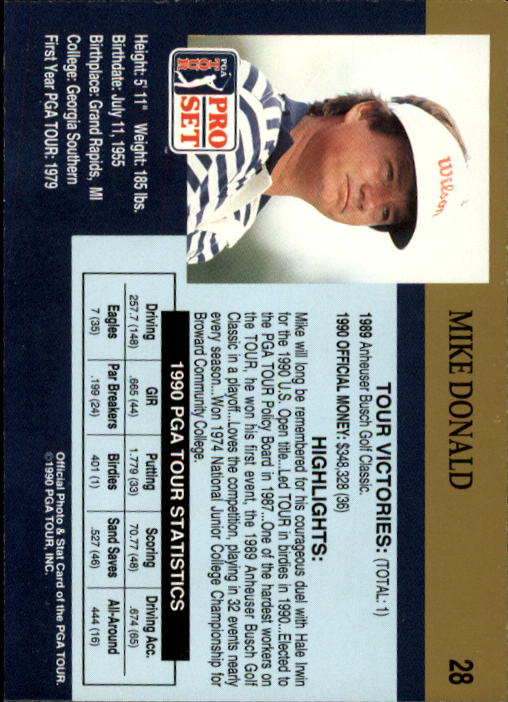 MIKE DONALD
28
Wilson
PGA
TOUR
PRO
SET
Height: 5' 11" Weight: 185 lbs.
Birthdate: July 11, 1955
Birthplace: Grand Rapids, MI
College: Georgia Southern
First Year PGA TOUR: 1979
TOUR VICTORIES: (TOTAL: 1)
1989 Anheuser Busch Golf Classic.
1990 OFFICIAL MONEY: $348,328 (36)
HIGHLIGHTS:
Mike will long be remembered for his courageous duel with Hale Irwin
for the 1990 U.S. Open title...Led TOUR in birdies in 1990...Elected to
the PGA TOUR Policy Board in 1987...One of the hardest workers on
the TOUR, he won his first event, the 1989 Anheuser Busch Golf
Classic in a playoff...Loves the competition, playing in 32 events nearly
every season...Won 1974 National Junior College Championship for
Broward Community College.
1990 PGA TOUR STATISTICS
Driving GIR Putting Scoring Driving Acc.
257.7 (148) .665 (44) 1.779 (33) 70.77 (48) .674 (65)
Eagles Par Breakers Birdies Sand Saves All-Around
7 (35) .199 (24) 401 (1) .527 (46) 444 (16)
Official Photo & Stat Card of the PGA TOUR.
©1990 PGA TOUR, INC.